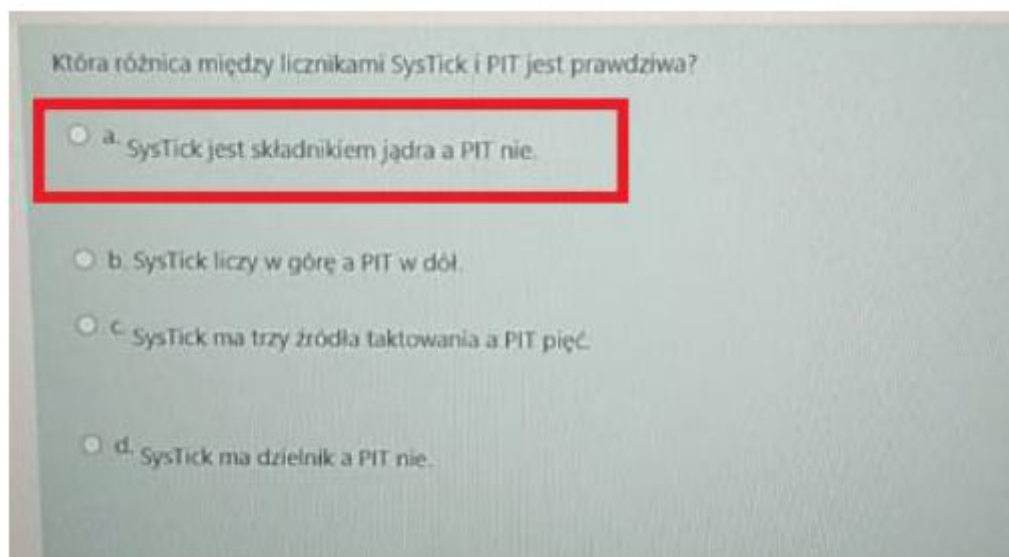 Która różnica między licznikami SysTick i PIT jest prawdziwa?
a. SysTick jest składnikiem jądra a PIT nie.
b. SysTick liczy w górę a PIT w dół.
c. SysTick ma trzy źródła taktowania a PIT pięć.
d. SysTick ma dzielnik a PIT nie.